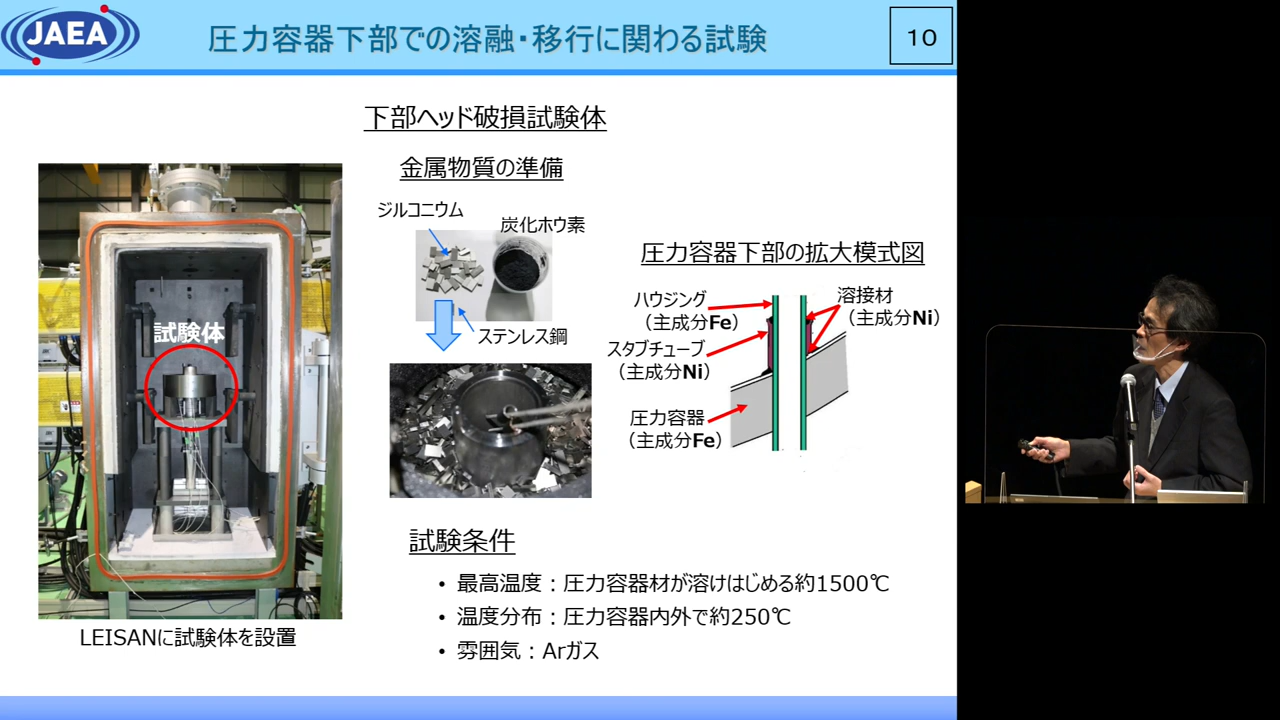 JAEA
圧力容器下部での溶融・移行に関わる試験
10
下部ヘッド破損試験体
金属物質の準備
ジルコニウム
炭化ホウ素
ステンレス鋼
試験体
LEISANに試験体を設置
圧力容器下部の拡大模式図
ハウジング
（主成分Fe）
溶接材
（主成分Ni）
スタブチューブ
（主成分Ni）
圧力容器
（主成分Fe）
試験条件
• 最高温度：圧力容器材が溶けはじめる約1500℃
• 温度分布：圧力容器内外で約250℃
• 雰囲気：Arガス